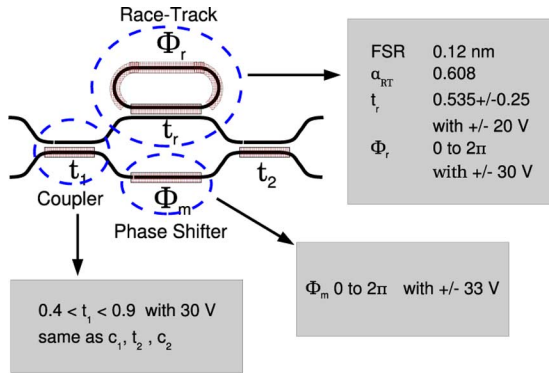 Race-Track
Φr
tr
t1
t2
Coupler
Φm
Phase Shifter
FSR 0.12 nm
αRT 0.608
tr 0.535+/-0.25
with +/- 20 V
Φr 0 to 2π
with +/- 30 V
0.4 < t1 < 0.9 with 30 V
same as c1, t2 , c2
Φm 0 to 2π with +/- 33 V